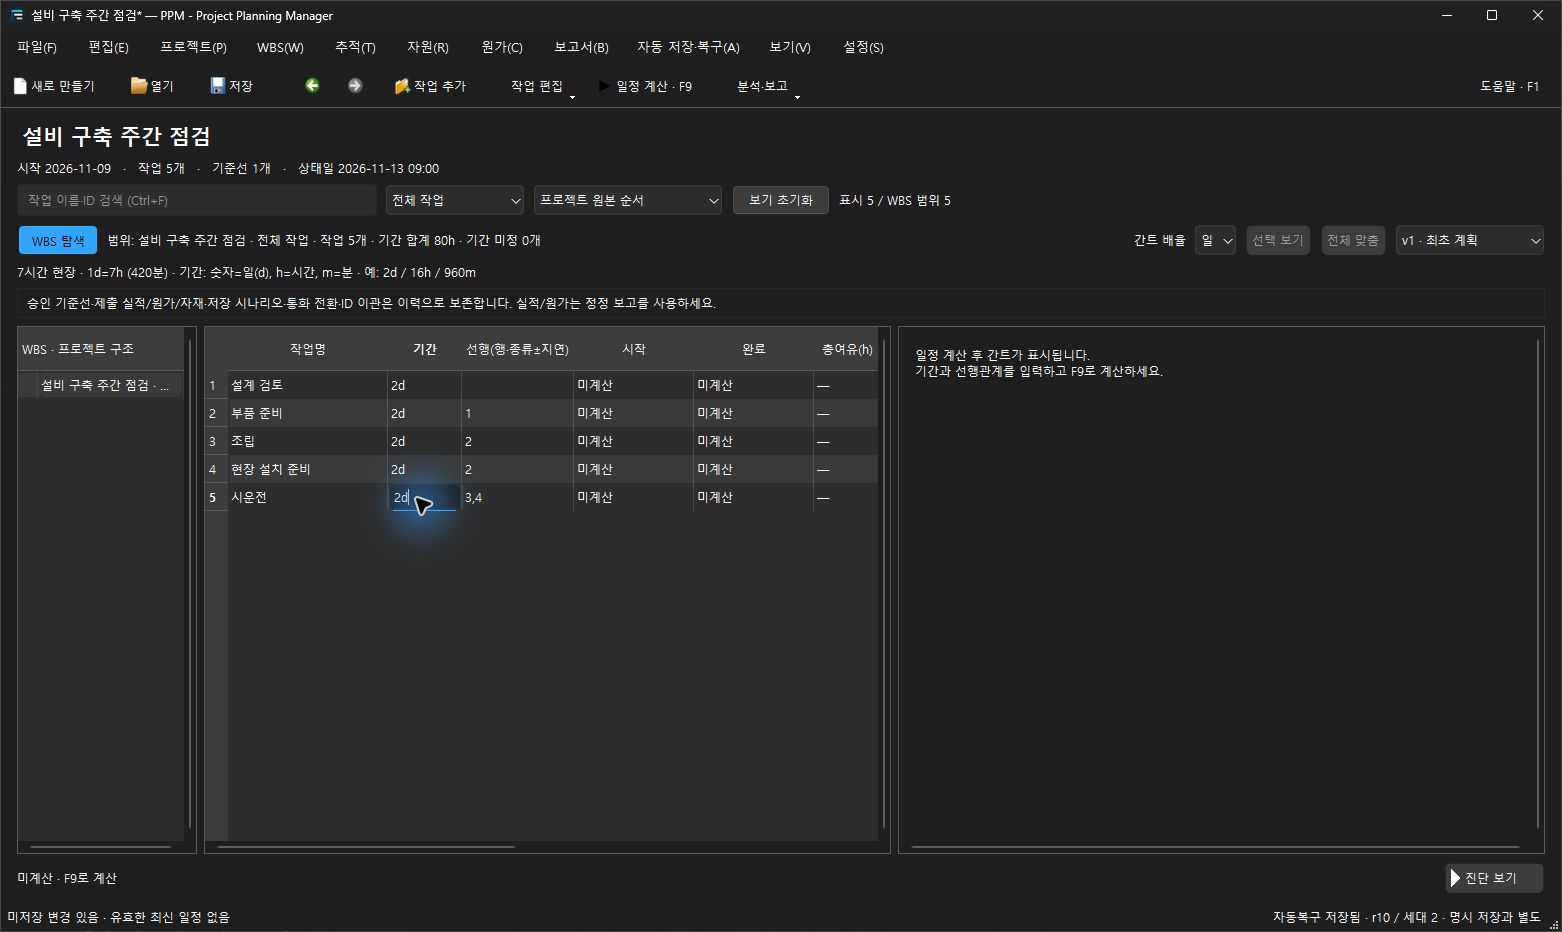 설비 구축 주간 점검* — PPM - Project Planning Manager
파일(F) 편집(E) 프로젝트(P) WBS(W) 추적(T) 자원(R) 원가(C) 보고서(B) 자동 저장·복구(A) 보기(V) 설정(S)
새로 만들기 열기 저장 작업 추가 작업 편집 일정 계산 · F9 분석·보고 도움말 · F1
설비 구축 주간 점검
시작 2026-11-09 · 작업 5개 · 기준선 1개 · 상태일 2026-11-13 09:00
작업 이름·ID 검색 (Ctrl+F) 전체 작업 프로젝트 원본 순서 보기 초기화 표시 5 / WBS 범위 5
WBS 탐색 범위: 설비 구축 주간 점검 · 전체 작업 · 작업 5개 · 기간 합계 80h · 기간 미정 0개 간트 배율 일 선택 보기 전체 맞춤 v1 · 최초 계획
7시간 현장 · 1d=7h (420분) · 기간: 숫자=일(d), h=시간, m=분 · 예: 2d / 16h / 960m
승인 기준선·제출 실적/원가/자재·저장 시나리오·통화 전환·ID 이관은 이력으로 보존합니다. 실적/원가는 정정 보고를 사용하세요.
WBS · 프로젝트 구조
설비 구축 주간 점검 · ...
작업명 기간 선행(행·종류±지연) 시작 완료 총여유(h)
1 설계 검토 2d 미계산 미계산 —
2 부품 준비 2d 1 미계산 미계산 —
3 조립 2d 2 미계산 미계산 —
4 현장 설치 준비 2d 2 미계산 미계산 —
5 시운전 2d 3,4 미계산 미계산 —
일정 계산 후 간트가 표시됩니다.
기간과 선행관계를 입력하고 F9로 계산하세요.
미계산 · F9로 계산 진단 보기
미저장 변경 있음 · 유효한 최신 일정 없음 자동복구 저장됨 · r10 / 세대 2 · 명시 저장과 별도